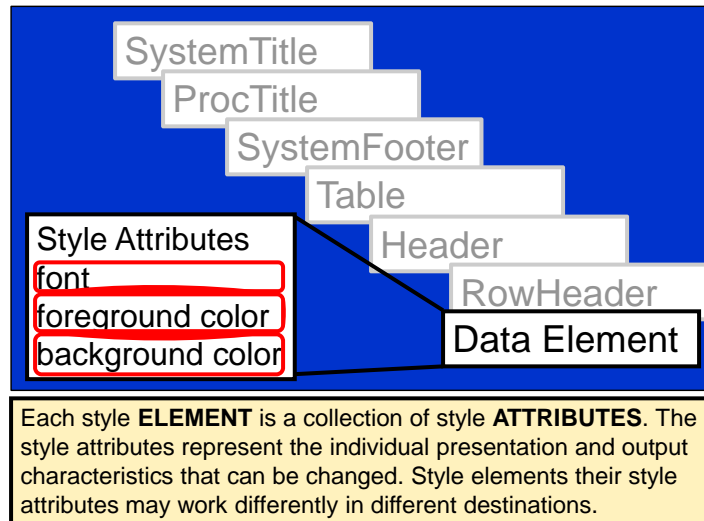 SystemTitle
ProcTitle
SystemFooter
Table
Header
RowHeader
Data Element
Style Attributes
font
foreground color
background color
Each style ELEMENT is a collection of style ATTRIBUTES. The
style attributes represent the individual presentation and output
characteristics that can be changed. Style elements their style
attributes may work differently in different destinations.